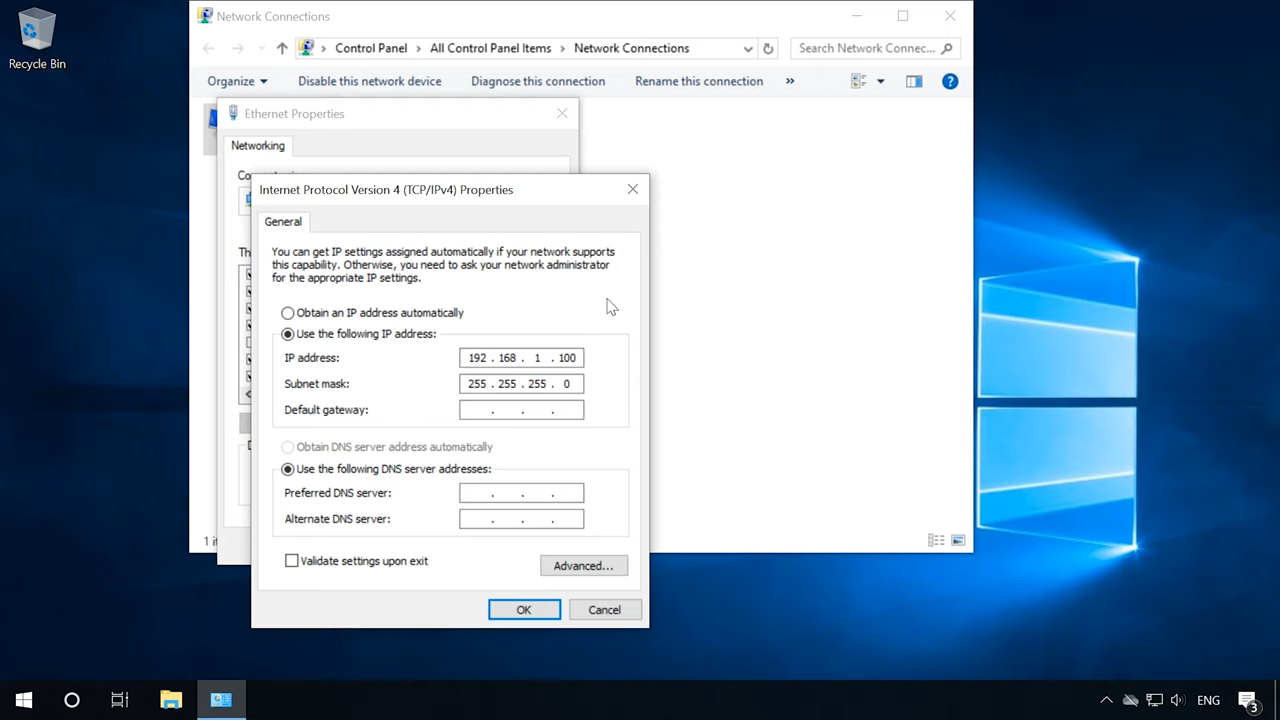 Recycle Bin
Network Connections
Control Panel > All Control Panel Items > Network Connections
Search Network Connec...
Organize
Disable this network device
Diagnose this connection
Rename this connection
»
Ethernet Properties
Networking
Internet Protocol Version 4 (TCP/IPv4) Properties
General
You can get IP settings assigned automatically if your network supports
this capability. Otherwise, you need to ask your network administrator
for the appropriate IP settings.
Obtain an IP address automatically
Use the following IP address:
IP address: 192 . 168 . 1 . 100
Subnet mask: 255 . 255 . 255 . 0
Default gateway: . . .
Obtain DNS server address automatically
Use the following DNS server addresses:
Preferred DNS server: . . .
Alternate DNS server: . . .
Validate settings upon exit
Advanced...
OK
Cancel
ENG
3